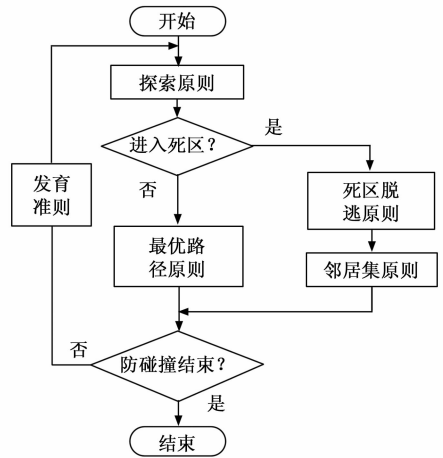 开始
探索原则
进入死区？
是
否
发育
准则
死区脱
逃原则
最优路
径原则
邻居集原则
否
防碰撞结束？
是
结束